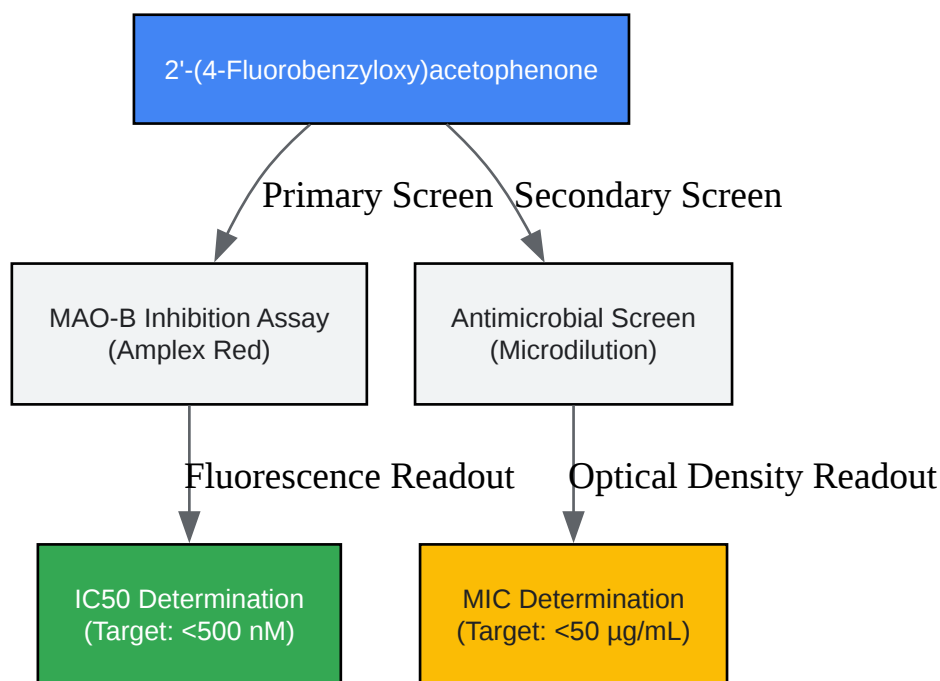 2'-(4-Fluorobenzyloxy)acetophenone
Primary Screen
Secondary Screen
MAO-B Inhibition Assay
(Amplex Red)
Antimicrobial Screen
(Microdilution)
Fluorescence Readout
Optical Density Readout
IC50 Determination
(Target: <500 nM)
MIC Determination
(Target: <50 µg/mL)